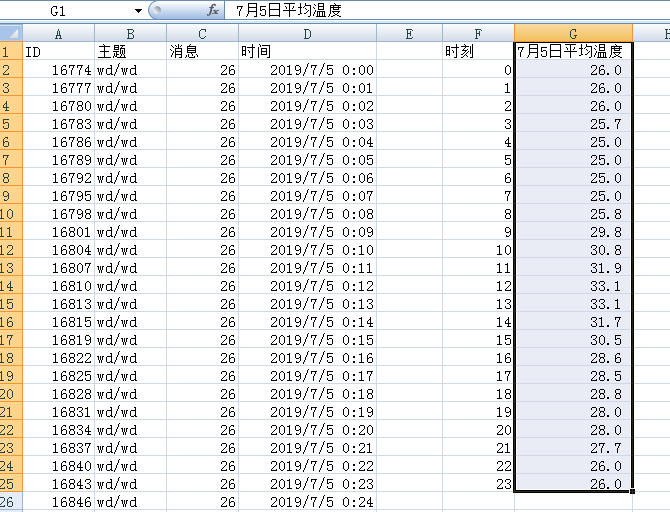 G1 fx 7月5日平均温度
A B C D E F G H
1 ID 主题 消息 时间 时刻 7月5日平均温度
2 16774 wd/wd 26 2019/7/5 0:00 0 26.0
3 16777 wd/wd 26 2019/7/5 0:01 1 26.0
4 16780 wd/wd 26 2019/7/5 0:02 2 26.0
5 16783 wd/wd 26 2019/7/5 0:03 3 25.7
6 16786 wd/wd 26 2019/7/5 0:04 4 25.0
7 16789 wd/wd 26 2019/7/5 0:05 5 25.0
8 16792 wd/wd 26 2019/7/5 0:06 6 25.0
9 16795 wd/wd 26 2019/7/5 0:07 7 25.0
10 16798 wd/wd 26 2019/7/5 0:08 8 25.8
11 16801 wd/wd 26 2019/7/5 0:09 9 29.8
12 16804 wd/wd 26 2019/7/5 0:10 10 30.8
13 16807 wd/wd 26 2019/7/5 0:11 11 31.9
14 16810 wd/wd 26 2019/7/5 0:12 12 33.1
15 16813 wd/wd 26 2019/7/5 0:13 13 33.1
16 16815 wd/wd 26 2019/7/5 0:14 14 31.7
17 16819 wd/wd 26 2019/7/5 0:15 15 30.5
18 16822 wd/wd 26 2019/7/5 0:16 16 28.6
19 16825 wd/wd 26 2019/7/5 0:17 17 28.5
20 16828 wd/wd 26 2019/7/5 0:18 18 28.8
21 16831 wd/wd 26 2019/7/5 0:19 19 28.0
22 16834 wd/wd 26 2019/7/5 0:20 20 28.0
23 16837 wd/wd 26 2019/7/5 0:21 21 27.7
24 16840 wd/wd 26 2019/7/5 0:22 22 26.0
25 16843 wd/wd 26 2019/7/5 0:23 23 26.0
26 16846 wd/wd 26 2019/7/5 0:24